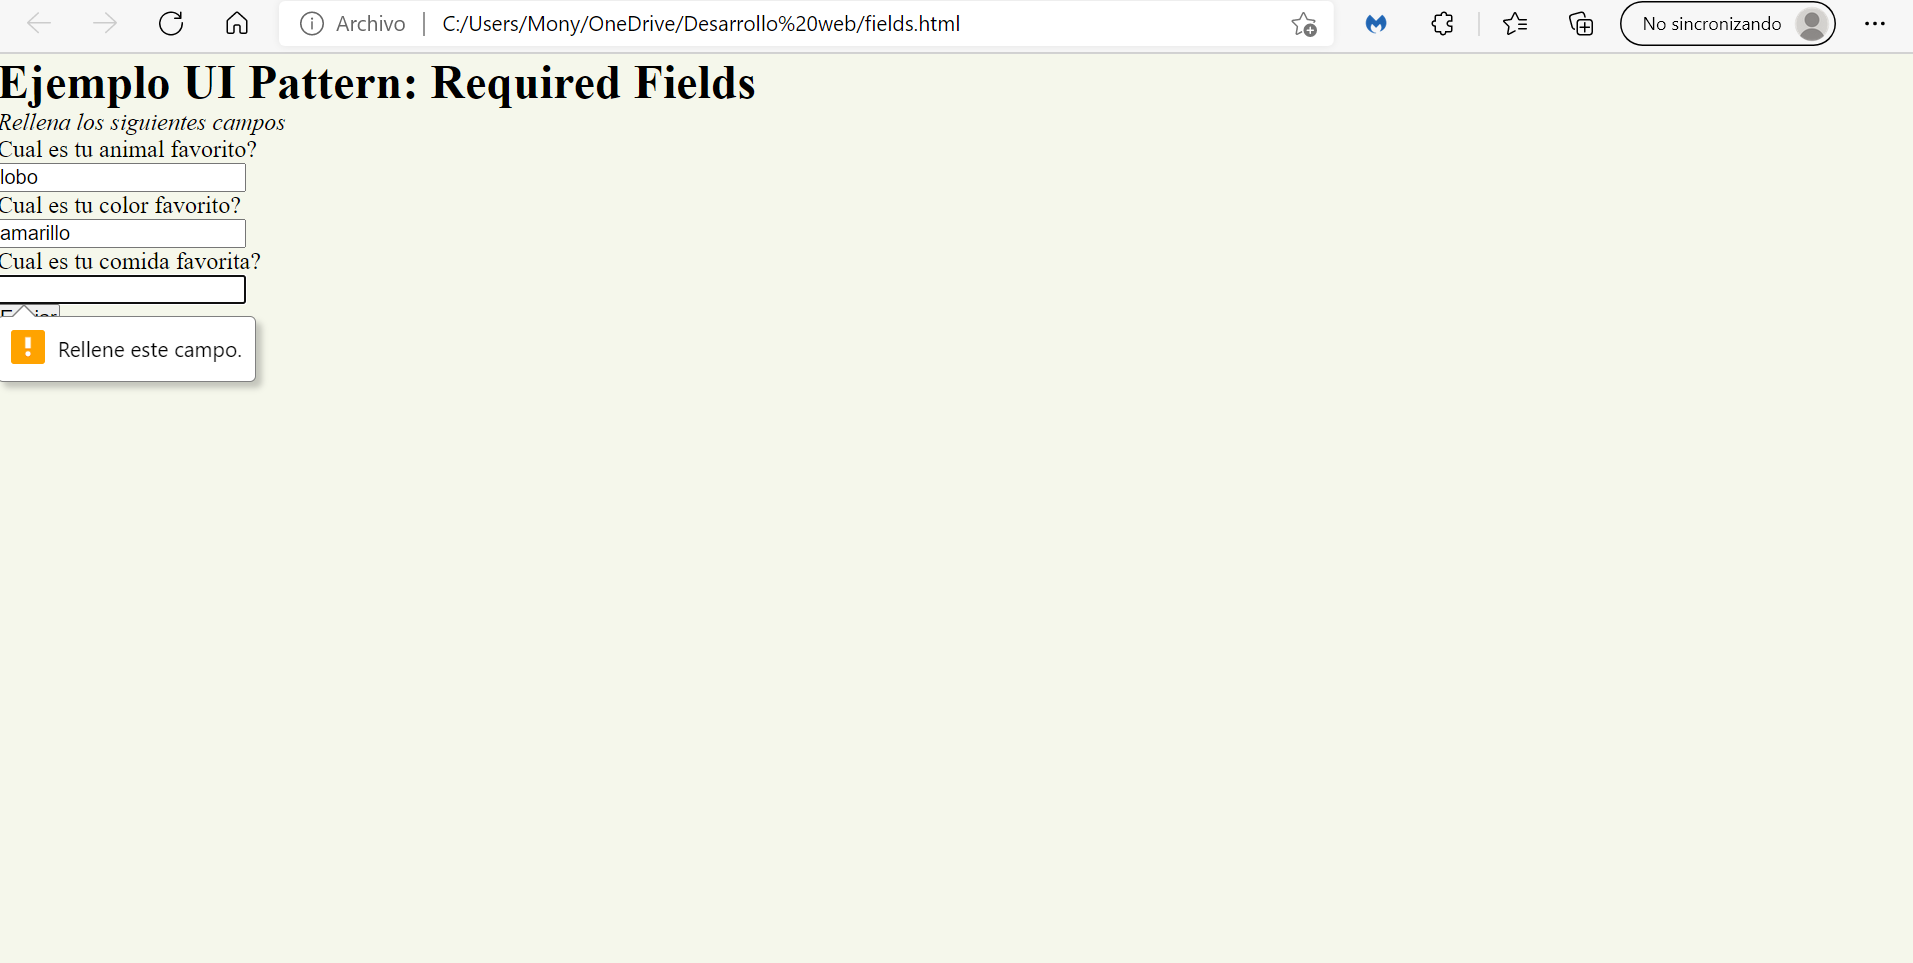 Archivo | C:/Users/Mony/OneDrive/Desarrollo%20web/fields.html No sincronizando
Ejemplo UI Pattern: Required Fields
Rellena los siguientes campos
Cual es tu animal favorito?
lobo
Cual es tu color favorito?
amarillo
Cual es tu comida favorita?
Rellene este campo.